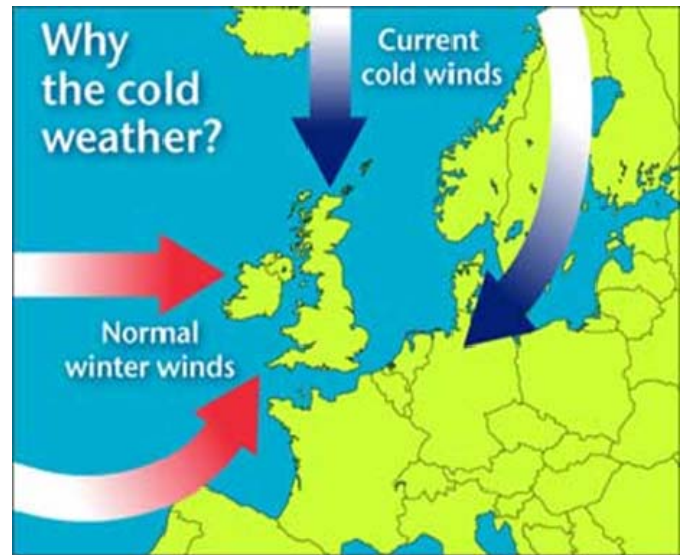 Why
the cold
weather?
Current
cold winds
Normal
winter winds